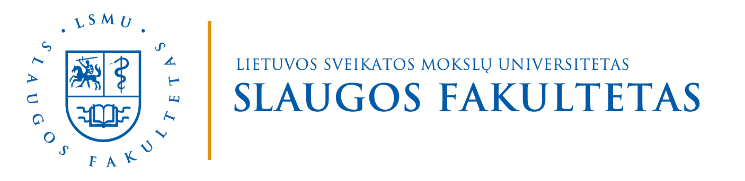 · LSMU ·
SLAUGOS FAKULTETAS
LIETUVOS SVEIKATOS MOKSLŲ UNIVERSITETAS
SLAUGOS FAKULTETAS